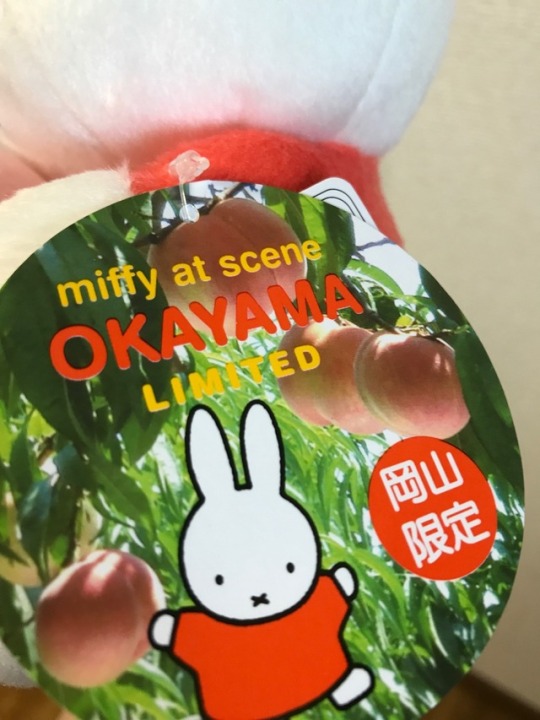 miffy at scene
OKAYAMA
LIMITED
岡山
限定